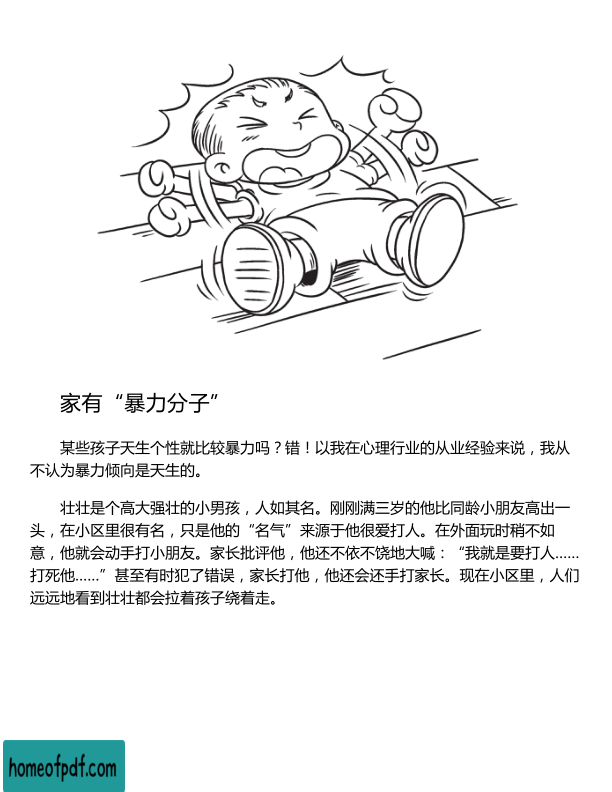 家有“暴力分子”
某些孩子天生个性就比较暴力吗？错！以我在心理行业的从业经验来说，我从
不认为暴力倾向是天生的。
壮壮是个高大强壮的小男孩，人如其名。刚刚满三岁的他比同龄小朋友高出一
头，在小区里很有名，只是他的“名气”来源于他很爱打人。在外面玩时稍不如
意，他就会动手打小朋友。家长批评他，他还不依不饶地大喊：“我就是要打人……
打死他……”甚至有时犯了错误，家长打他，他还会还手打家长。现在小区里，人们
远远地看到壮壮都会拉着孩子绕着走。
homeofpdf.com